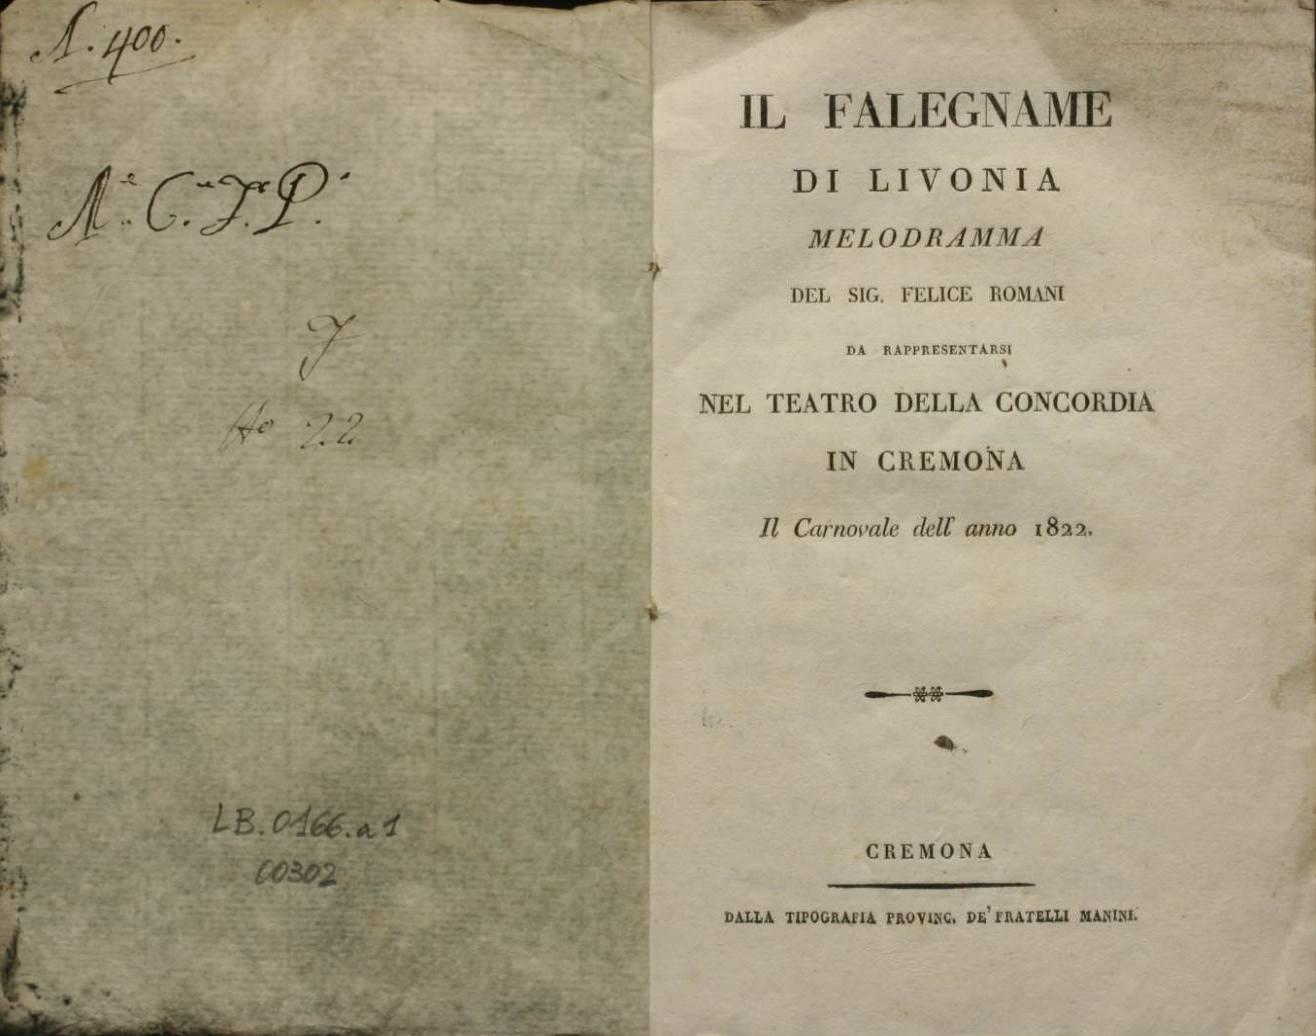 N. 400.
LB.0166.a1
00302
IL FALEGNAME
DI LIVONIA
MELODRAMMA
DEL SIG. FELICE ROMANI
DA RAPPRESENTARSI
NEL TEATRO DELLA CONCORDIA
IN CREMONA
Il Carnovale dell' anno 1822.
CREMONA
DALLA TIPOGRAFIA PROVINC. DE' FRATELLI MANINI.